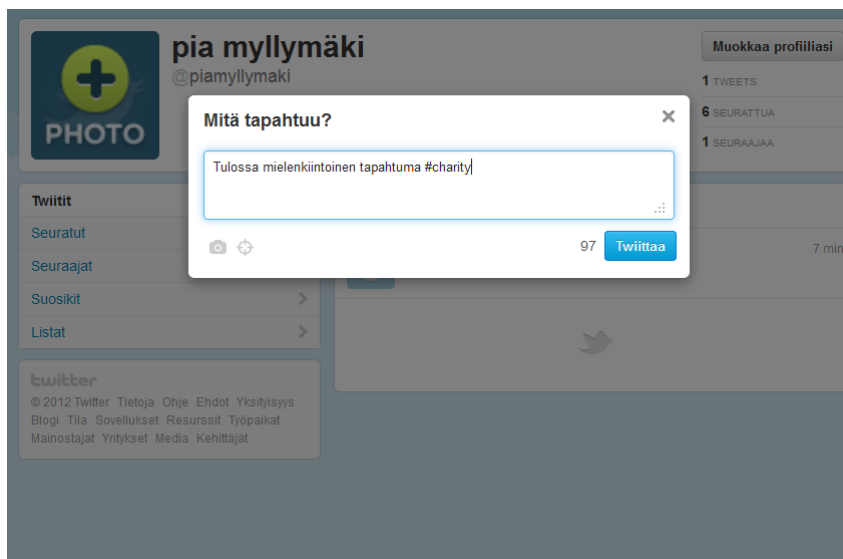 pia myllymäki
@piamyllymaki
PHOTO
Muokkaa profiiliasi
1 TWEETS
6 SEURATTUA
1 SEURAAJAA
Mitä tapahtuu?
Tulossa mielenkiintoinen tapahtuma #charity
97 Twiittaa
Twiitit
Seuratut
Seuraajat
Suosikit
Listat
7 min
twitter
© 2012 Twitter Tietoja Ohje Ehdot Yksityisyys
Blogi Tila Sovellukset Resurssit Työpaikat
Mainostajat Yritykset Media Kehittäjät